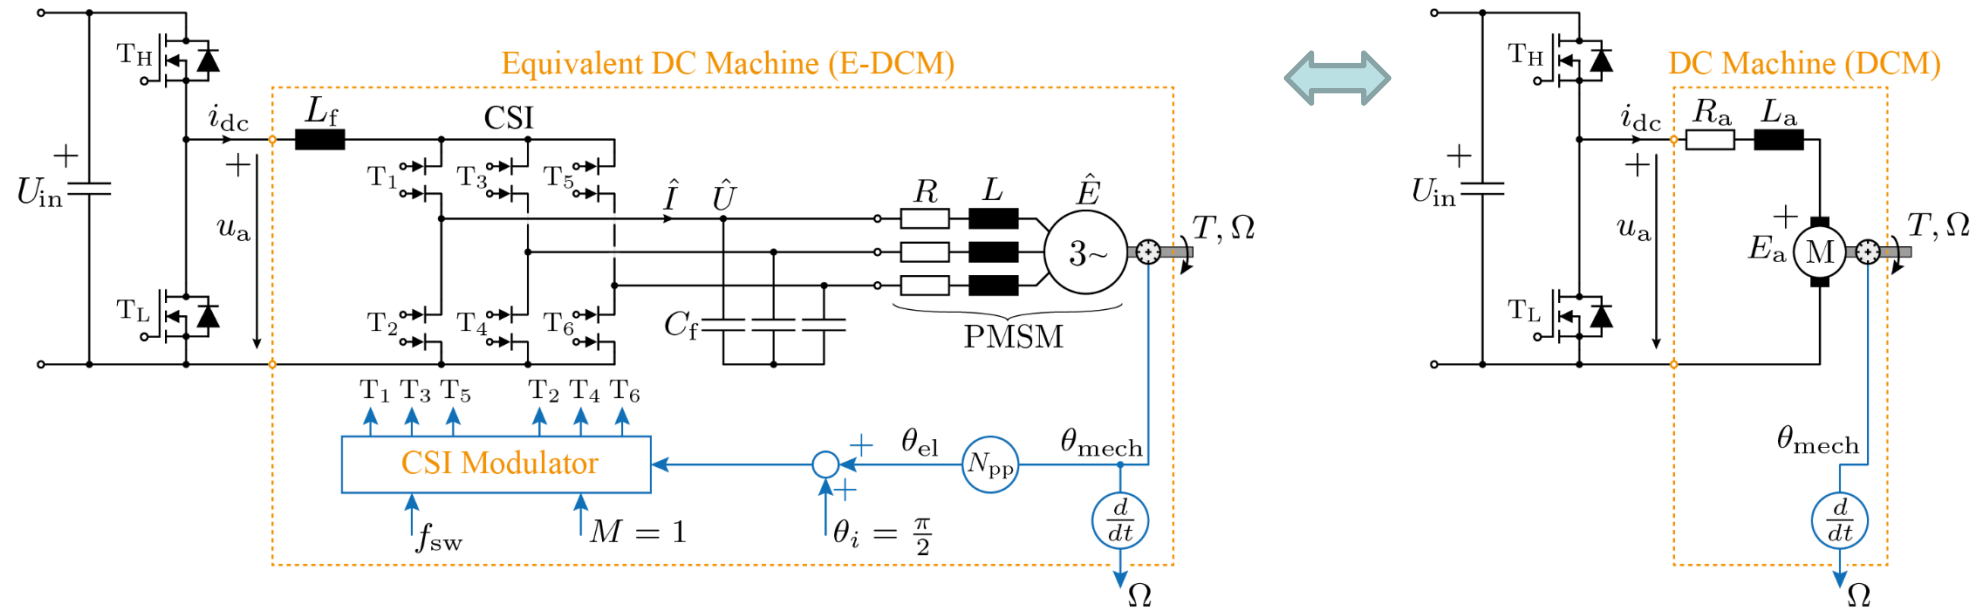 Equivalent DC Machine (E-DCM)
DC Machine (DCM)
T_H
i_dc
L_f
CSI
+
U_in
+
u_a
T_L
T_1
T_3
T_5
T_2
T_4
T_6
Î
Û
R
L
Ê
3~
T, Ω
C_f
PMSM
T_1 T_3 T_5 T_2 T_4 T_6
CSI Modulator
+
+
θ_el
N_pp
θ_mech
f_sw
M = 1
θ_i = π/2
d/dt
Ω
T_H
i_dc
R_a
L_a
+
U_in
+
u_a
T_L
+
E_a
M
T, Ω
θ_mech
d/dt
Ω